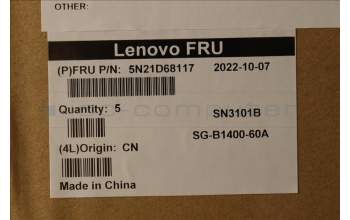 OTHER:
Lenovo FRU
(P)FRU P/N: 5N21D68117 2022-10-07
Quantity: 5
SN3101B
SG-B1400-60A
(4L)Origin: CN
Made in China